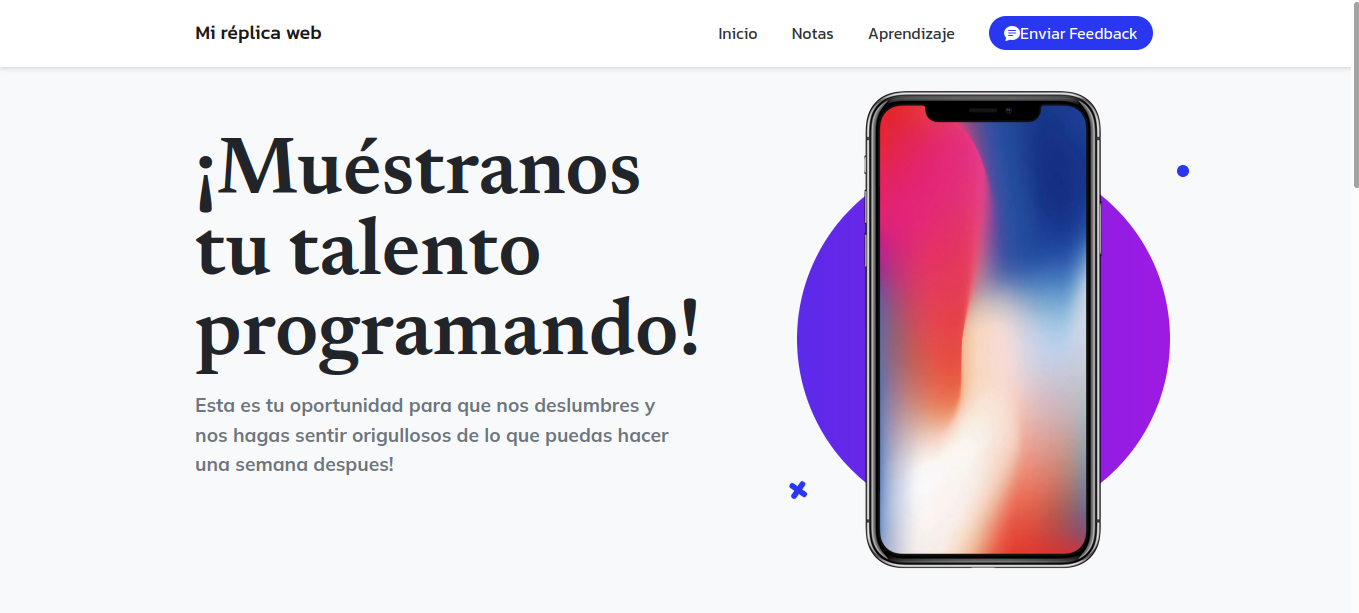 Mi réplica web
Inicio
Notas
Aprendizaje
Enviar Feedback
¡Muéstranos
tu talento
programando!
Esta es tu oportunidad para que nos deslumbres y
nos hagas sentir origullosos de lo que puedas hacer
una semana despues!